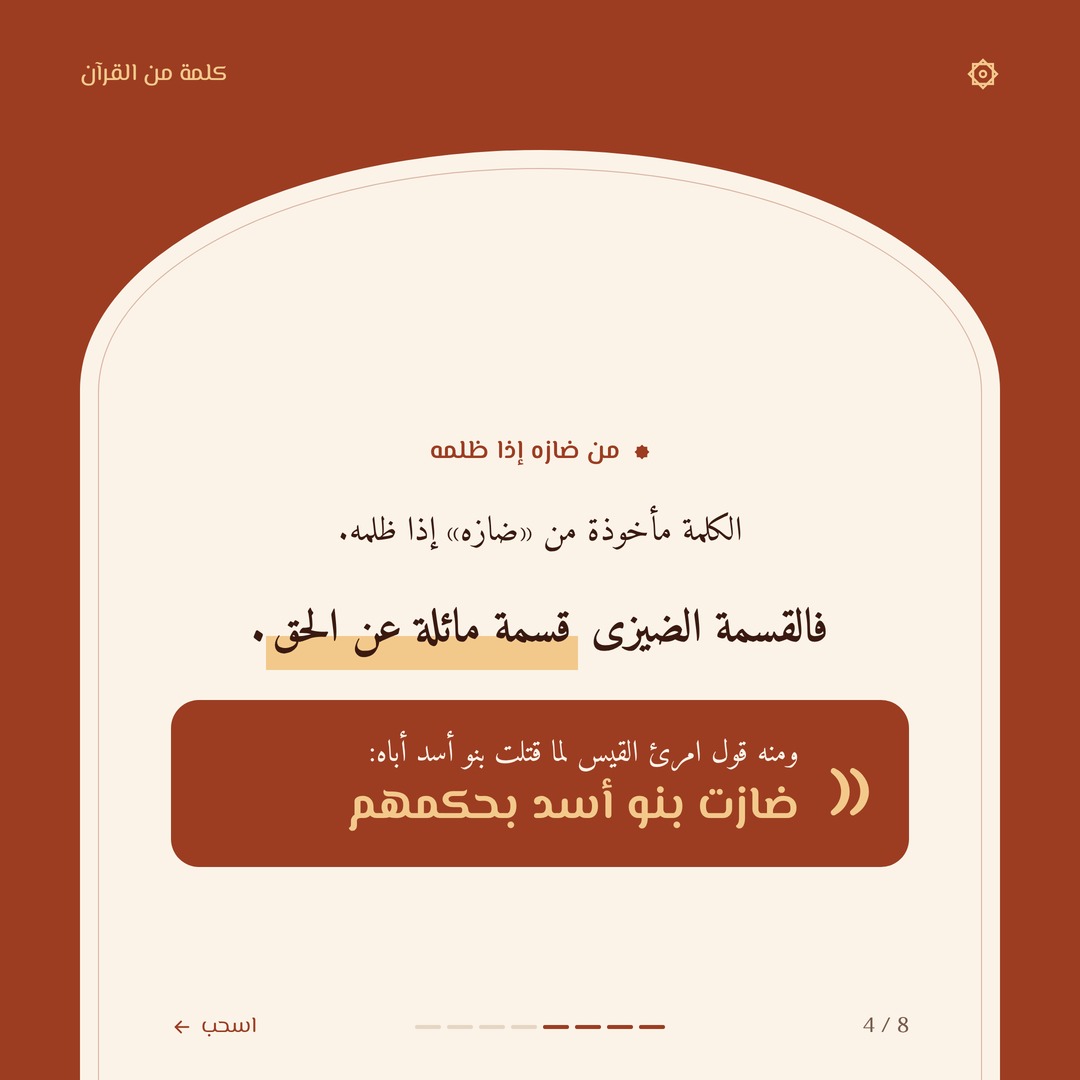 كلمة من القرآن
من ضازه إذا ظلمه
الكلمة مأخوذة من «ضازه» إذا ظلمه.
فالقسمة الضيزى قسمة مائلة عن الحق.
ومنه قول امرئ القيس لما قتلت بنو أسد أباه:
ضازت بنو أسد بحكمهم
4 / 8
اسحب ←